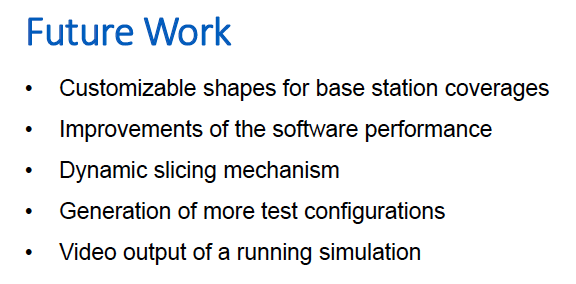 Future Work
• Customizable shapes for base station coverages
• Improvements of the software performance
• Dynamic slicing mechanism
• Generation of more test configurations
• Video output of a running simulation